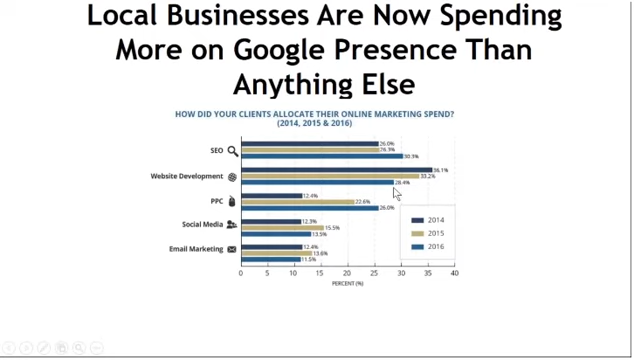 Local Businesses Are Now Spending
More on Google Presence Than
Anything Else
HOW DID YOUR CLIENTS ALLOCATE THEIR ONLINE MARKETING SPEND?
(2014, 2015 & 2016)
SEO
26.0%
26.3%
30.3%
Website Development
36.1%
33.2%
28.4%
PPC
12.4%
22.6%
26.0%
Social Media
12.3%
15.5%
13.5%
Email Marketing
12.4%
13.6%
11.5%
2014
2015
2016
0 5 10 15 20 25 30 35 40
PERCENT (%)